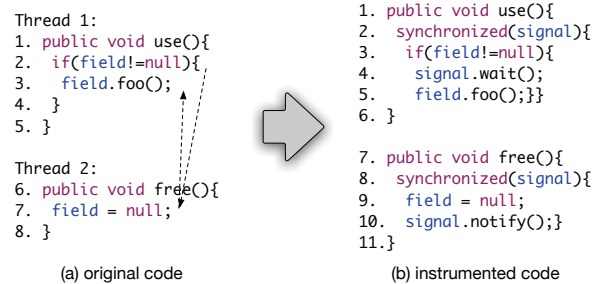 Thread 1:
1. public void use(){
2. if(field!=null){
3. field.foo();
4. }
5. }
Thread 2:
6. public void free(){
7. field = null;
8. }
(a) original code
1. public void use(){
2. synchronized(signal){
3. if(field!=null){
4. signal.wait();
5. field.foo();}}
6. }
7. public void free(){
8. synchronized(signal){
9. field = null;
10. signal.notify();}
11.}
(b) instrumented code